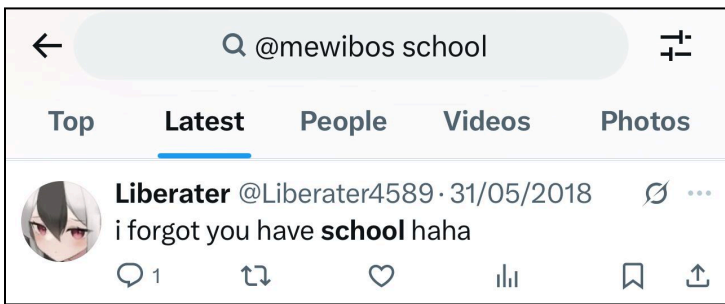 @mewibos school
Top Latest People Videos Photos
Liberater @Liberater4589 · 31/05/2018
i forgot you have school haha
1